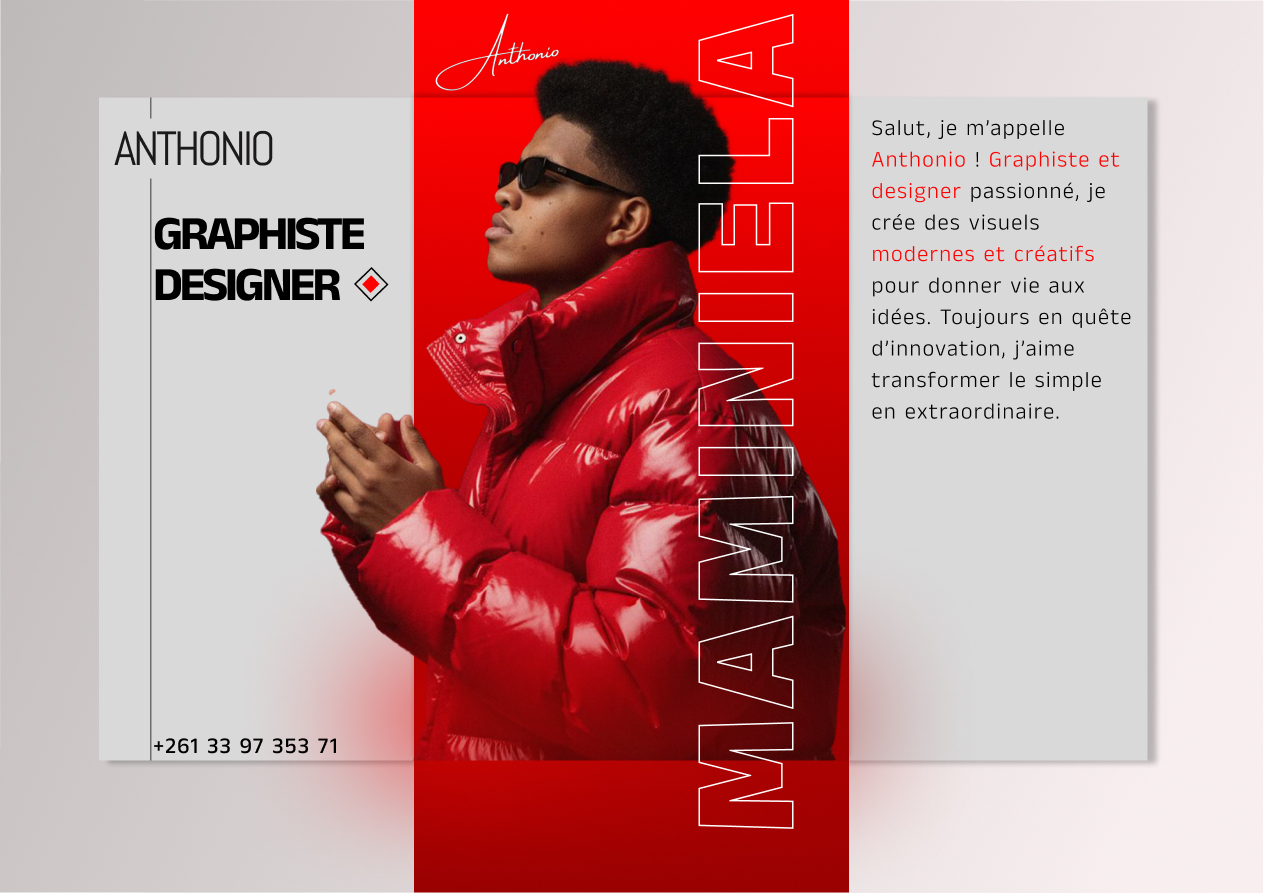 Anthonio
ANTHONIO
GRAPHISTE
DESIGNER
+261 33 97 353 71
MAMINIELA
Salut, je m’appelle
Anthonio ! Graphiste et
designer passionné, je
crée des visuels
modernes et créatifs
pour donner vie aux
idées. Toujours en quête
d’innovation, j’aime
transformer le simple
en extraordinaire.